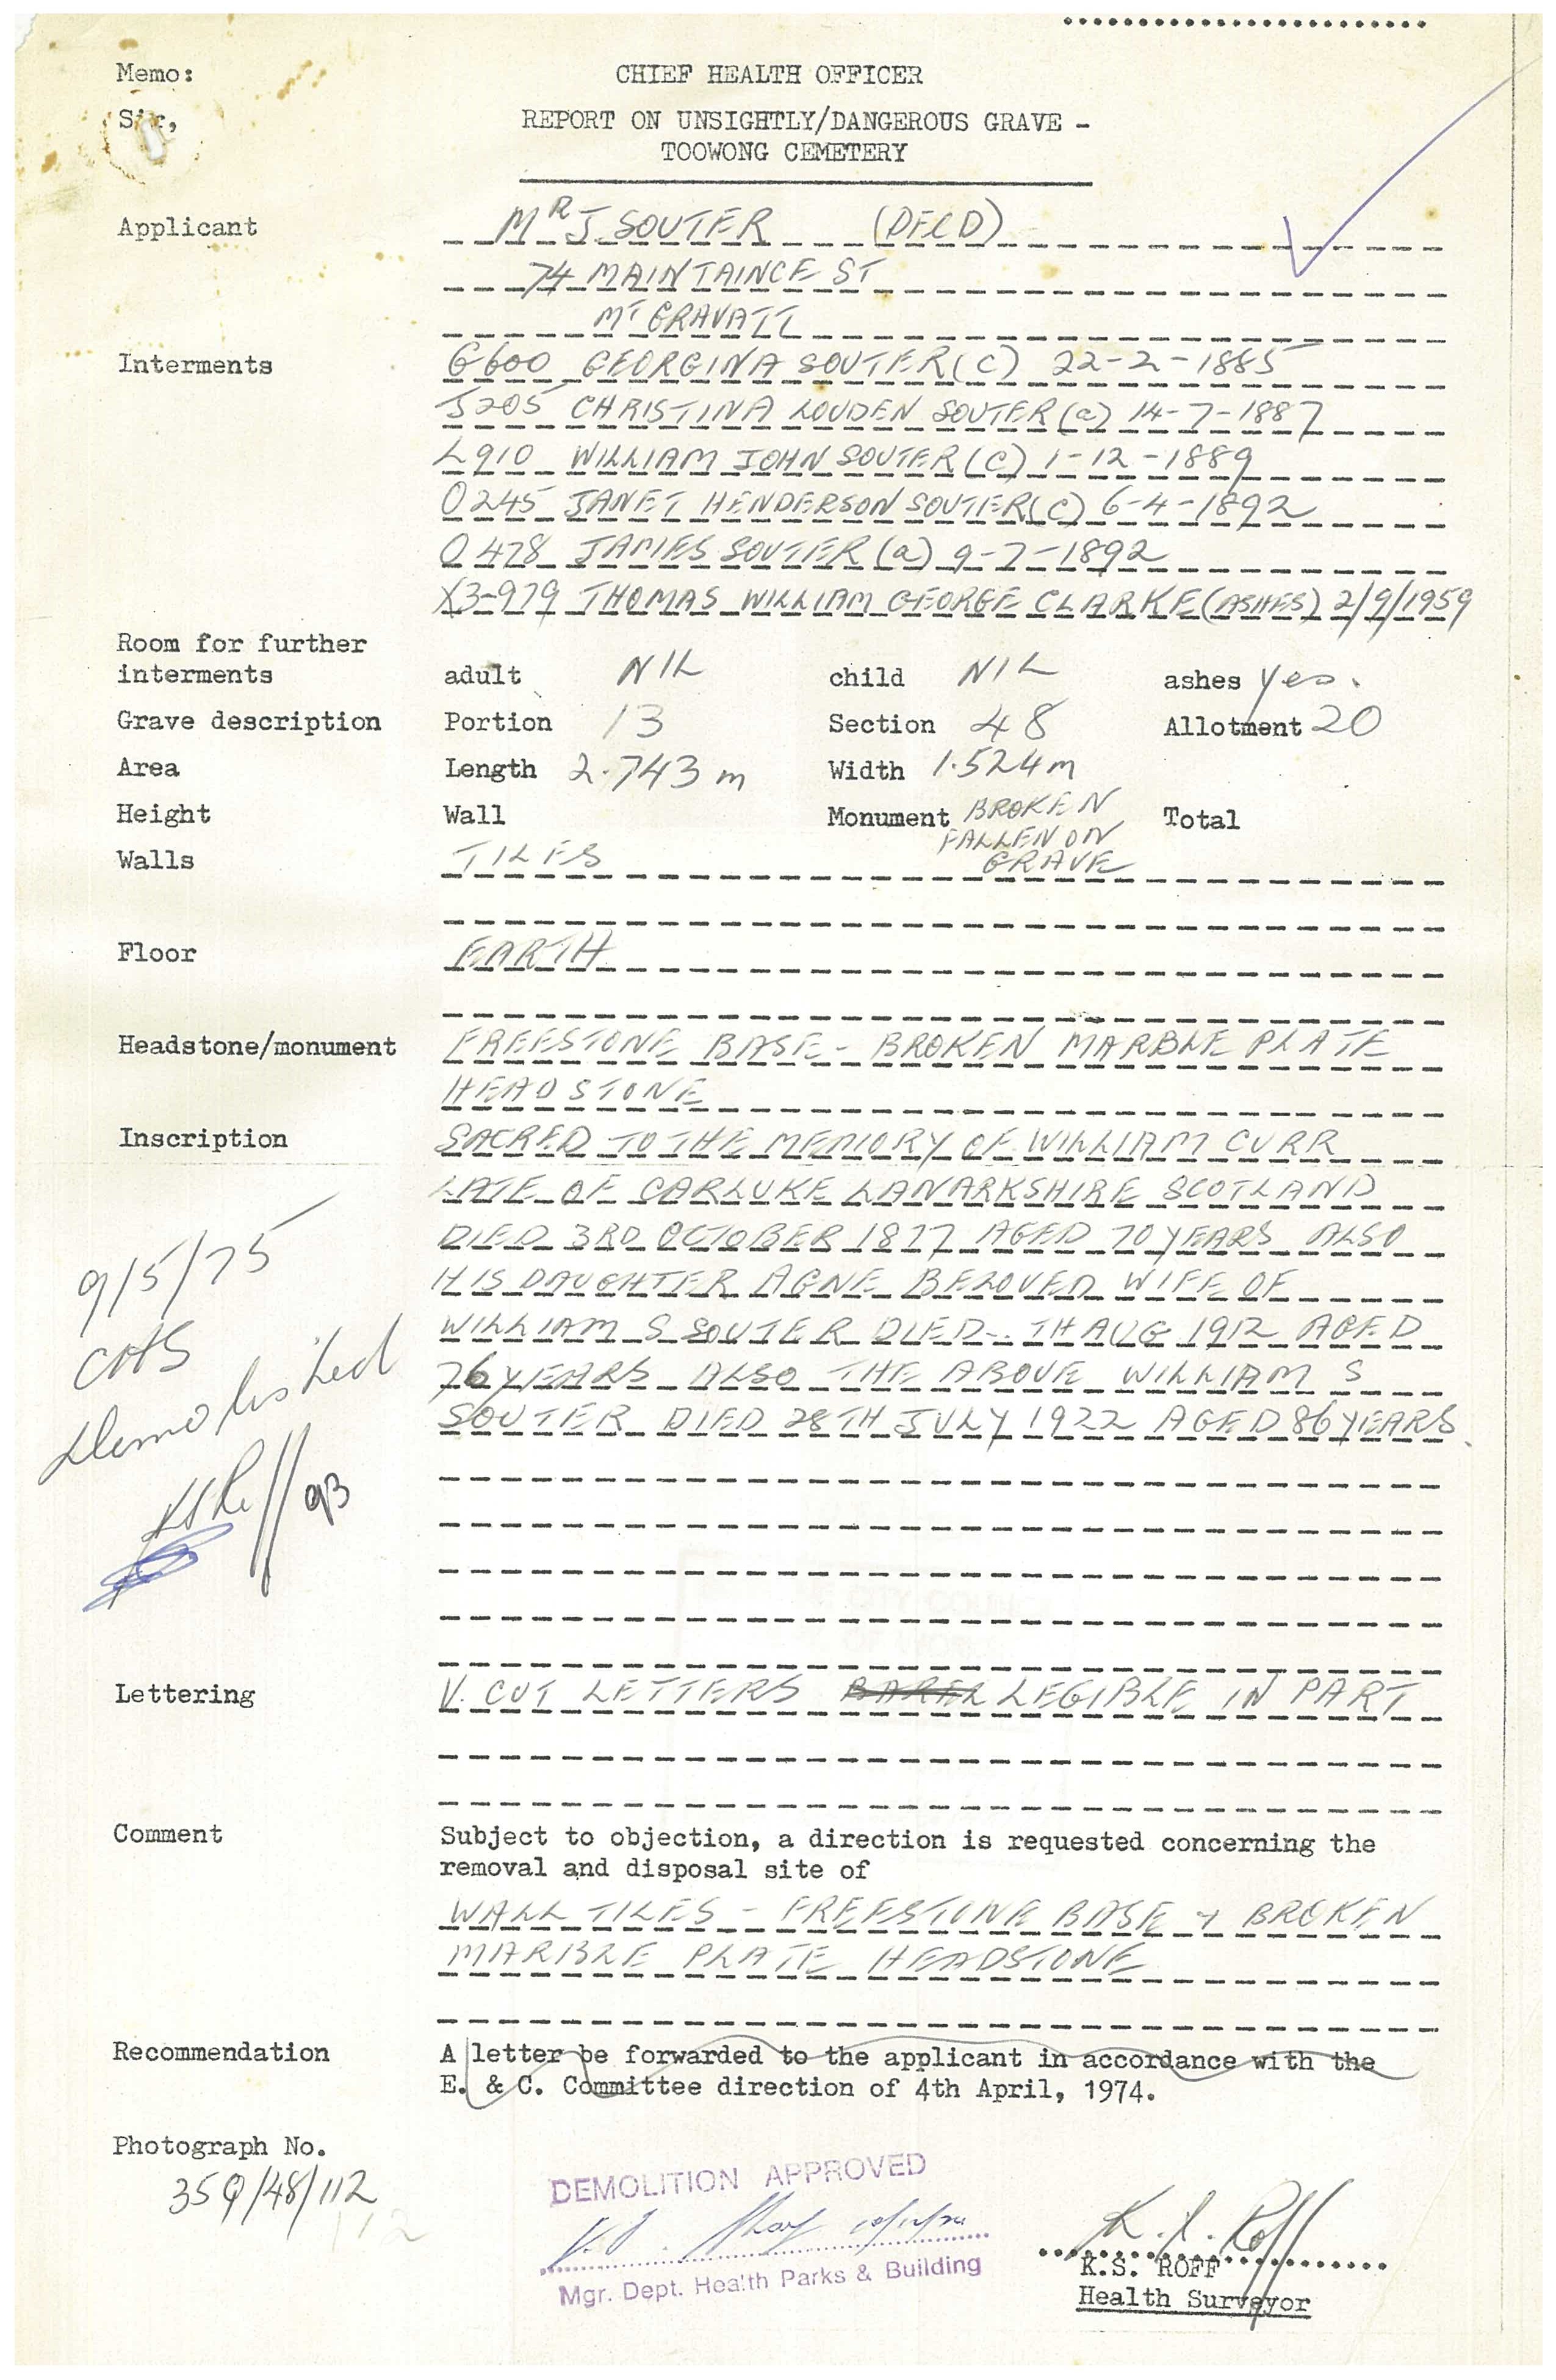 Memo: CHIEF HEALTH OFFICER
Sir, REPORT ON UNSIGHTLY/DANGEROUS GRAVE -
TOOWONG CEMETERY
Applicant MR J. SOUTER (DECD)
74 MAINTAINCE ST
MT GRAVATT
Interments G600 GEORGINA SOUTER (C) 22-2-1885
J205 CHRISTINA LOUDEN SOUTER (a) 14-7-1887
L910 WILLIAM JOHN SOUTER (C) 1-12-1889
O245 JANET HENDERSON SOUTER (C) 6-4-1892
O478 JAMES SOUTER (a) 9-7-1892
X3-979 THOMAS WILLIAM GEORGE CLARKE (ASHES) 2/9/1959
Room for further
interments adult NIL child NIL ashes yes.
Grave description Portion 13 Section 48 Allotment 20
Area Length 2.743 m Width 1.524 m
Height Wall Monument BROKEN Total
FALLEN ON
Walls TILES GRAVE
Floor EARTH
Headstone/monument FREESTONE BASE - BROKEN MARBLE PLATE
HEADSTONE
Inscription SACRED TO THE MEMORY OF WILLIAM CURR
LATE OF CARLUKE LANARKSHIRE SCOTLAND
DIED 3RD OCTOBER 1877 AGED 70 YEARS ALSO
HIS DAUGHTER AGNE BELOVED WIFE OF
WILLIAM S SOUTER DIED -- TH AUG 1912 AGED
76 YEARS ALSO THE ABOVE WILLIAM S
SOUTER DIED 28TH JULY 1922 AGED 86 YEARS.
9/5/75
CHS
Demolished
Lettering V. CUT LETTERS LEGIBLE IN PART
Comment Subject to objection, a direction is requested concerning the
removal and disposal site of
WALL TILES - FREESTONE BASE + BROKEN
MARBLE PLATE HEADSTONE
Recommendation A letter be forwarded to the applicant in accordance with the
E. & C. Committee direction of 4th April, 1974.
Photograph No.
359/48/112
112
DEMOLITION APPROVED
Mgr. Dept. Health Parks & Building
K.S. Roff
K.S. ROFF
Health Surveyor